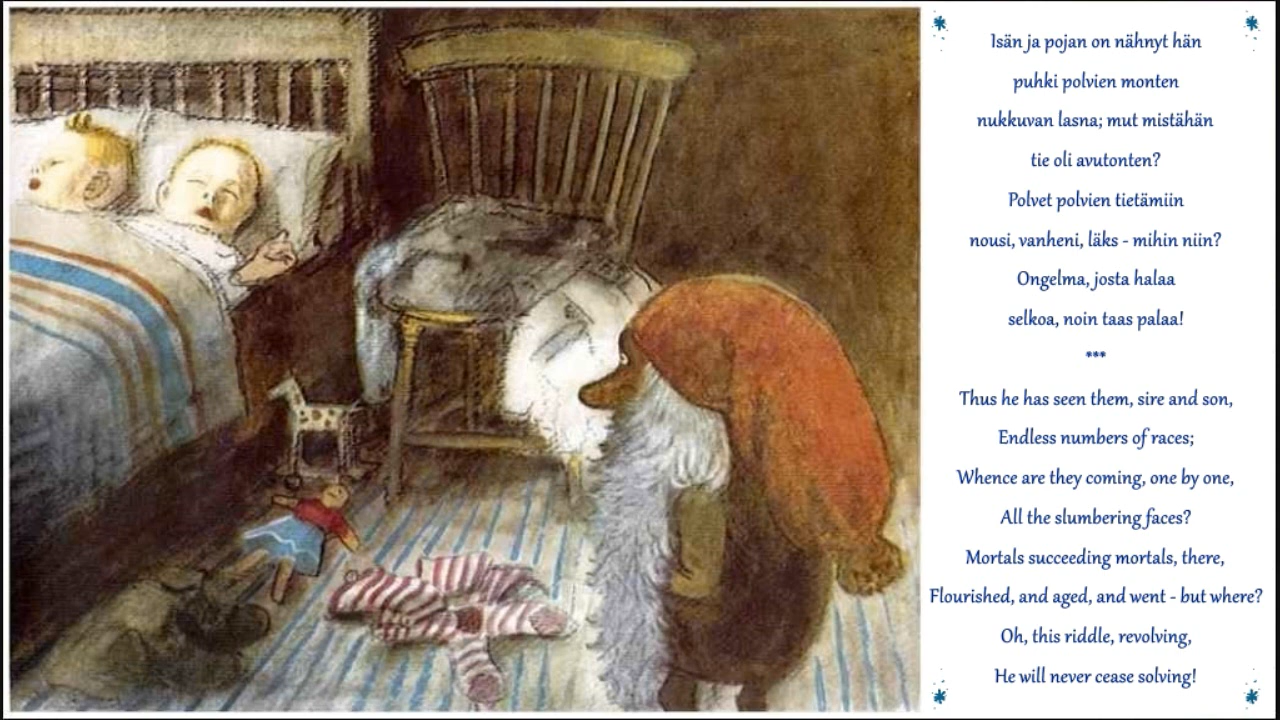 Isän ja pojan on nähnyt hän
puhki polvien monten
nukkuvan lasna; mut mistähän
tie oli avutonten?
Polvet polvien tietämiin
nousi, vanheni, läks - mihin niin?
Ongelma, josta halaa
selkoa, noin taas palaa!
***
Thus he has seen them, sire and son,
Endless numbers of races;
Whence are they coming, one by one,
All the slumbering faces?
Mortals succeeding mortals, there,
Flourished, and aged, and went - but where?
Oh, this riddle, revolving,
He will never cease solving!